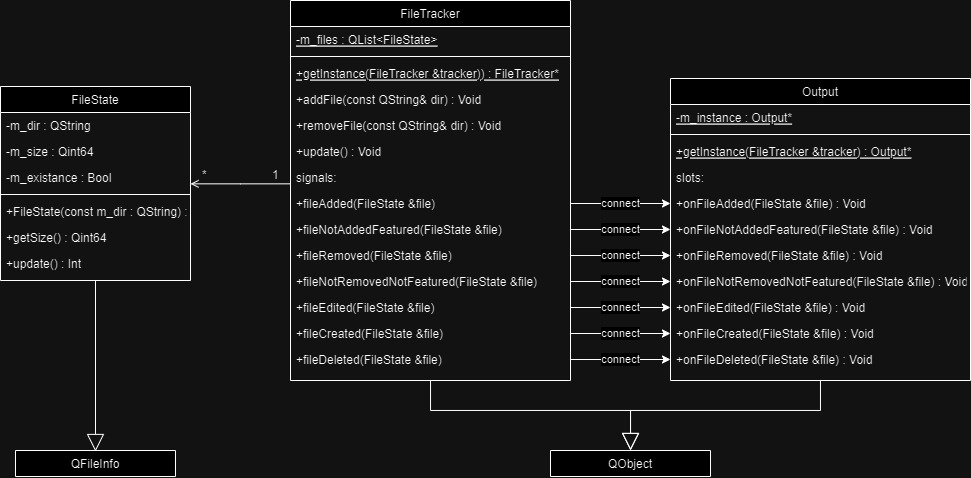 FileTracker
-m_files : QList<FileState>
+getInstance(FileTracker &tracker)) : FileTracker*
+addFile(const QString& dir) : Void
+removeFile(const QString& dir) : Void
+update() : Void
signals:
+fileAdded(FileState &file)
+fileNotAddedFeatured(FileState &file)
+fileRemoved(FileState &file)
+fileNotRemovedNotFeatured(FileState &file)
+fileEdited(FileState &file)
+fileCreated(FileState &file)
+fileDeleted(FileState &file)
FileState
-m_dir : QString
-m_size : Qint64
-m_existance : Bool
+FileState(const m_dir : QString) :
+getSize() : Qint64
+update() : Int
*
1
connect
connect
connect
connect
connect
connect
connect
Output
-m_instance : Output*
+getInstance(FileTracker &tracker) : Output*
slots:
+onFileAdded(FileState &file) : Void
+onFileNotAddedFeatured(FileState &file) : Void
+onFileRemoved(FileState &file) : Void
+onFileNotRemovedNotFeatured(FileState &file) : Void
+onFileEdited(FileState &file) : Void
+onFileCreated(FileState &file) : Void
+onFileDeleted(FileState &file) : Void
QFileInfo
QObject